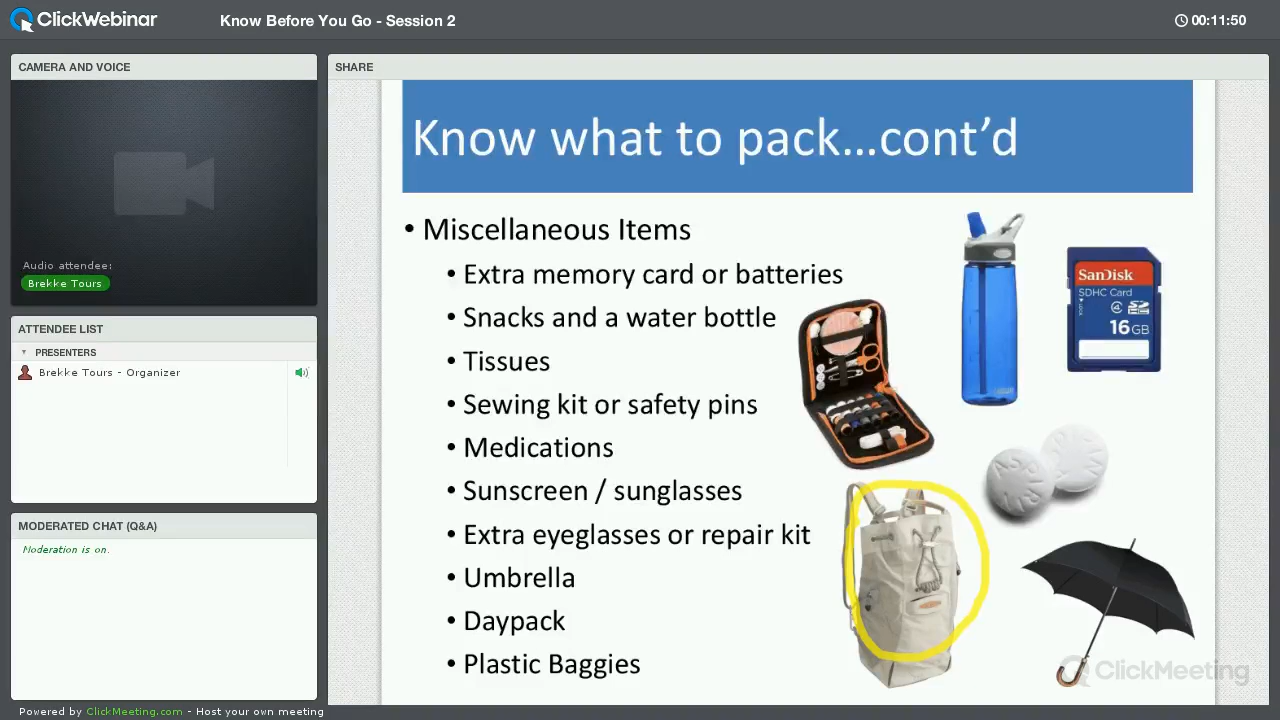 ClickWebinar
Know Before You Go - Session 2
00:11:50
CAMERA AND VOICE
Audio attendee:
Brekke Tours
ATTENDEE LIST
PRESENTERS
Brekke Tours - Organizer
MODERATED CHAT (Q&A)
Moderation is on.
SHARE
Know what to pack...cont'd
• Miscellaneous Items
• Extra memory card or batteries
• Snacks and a water bottle
• Tissues
• Sewing kit or safety pins
• Medications
• Sunscreen / sunglasses
• Extra eyeglasses or repair kit
• Umbrella
• Daypack
• Plastic Baggies
SanDisk
SDHC Card
4
16GB
ClickMeeting
Powered by ClickMeeting.com - Host your own meeting